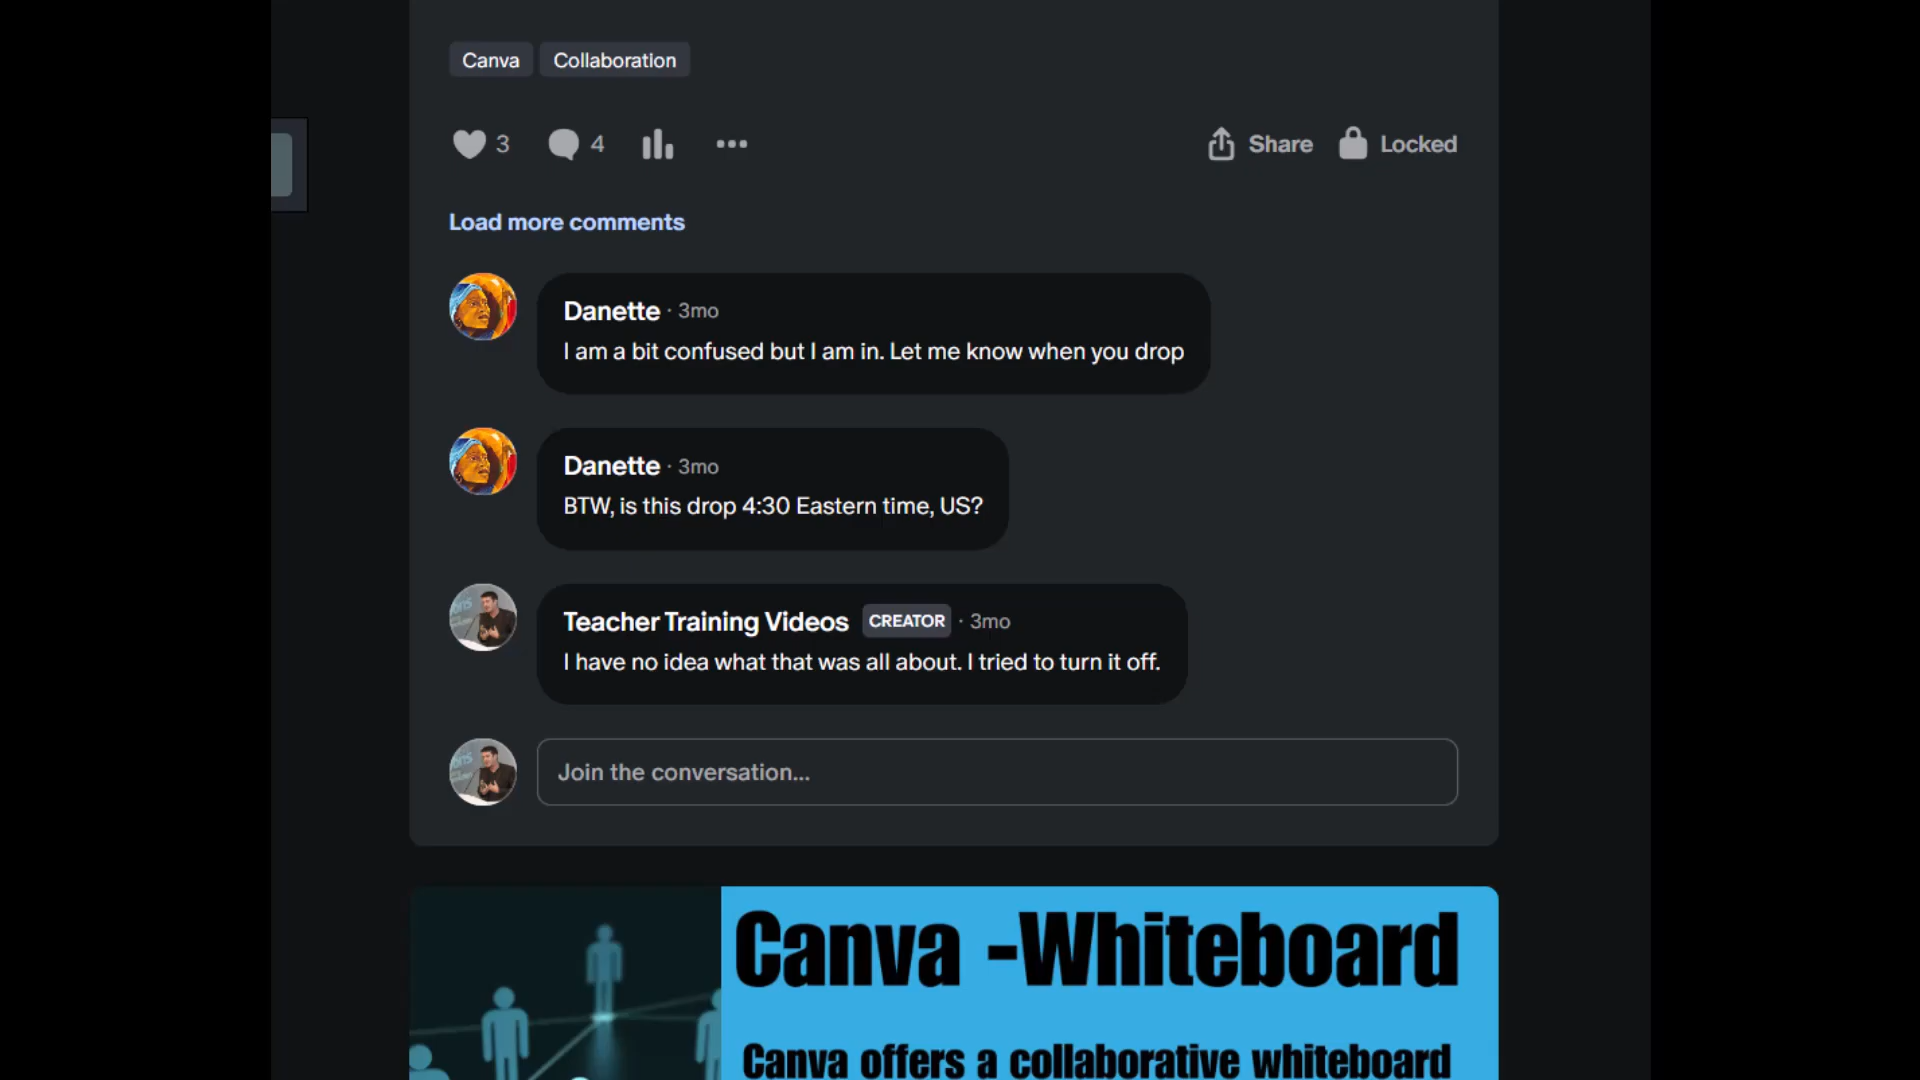 Canva Collaboration
3 4 Share Locked
Load more comments
Danette · 3mo
I am a bit confused but I am in. Let me know when you drop
Danette · 3mo
BTW, is this drop 4:30 Eastern time, US?
Teacher Training Videos CREATOR · 3mo
I have no idea what that was all about. I tried to turn it off.
Join the conversation...
Canva -Whiteboard
Canva offers a collaborative whiteboard